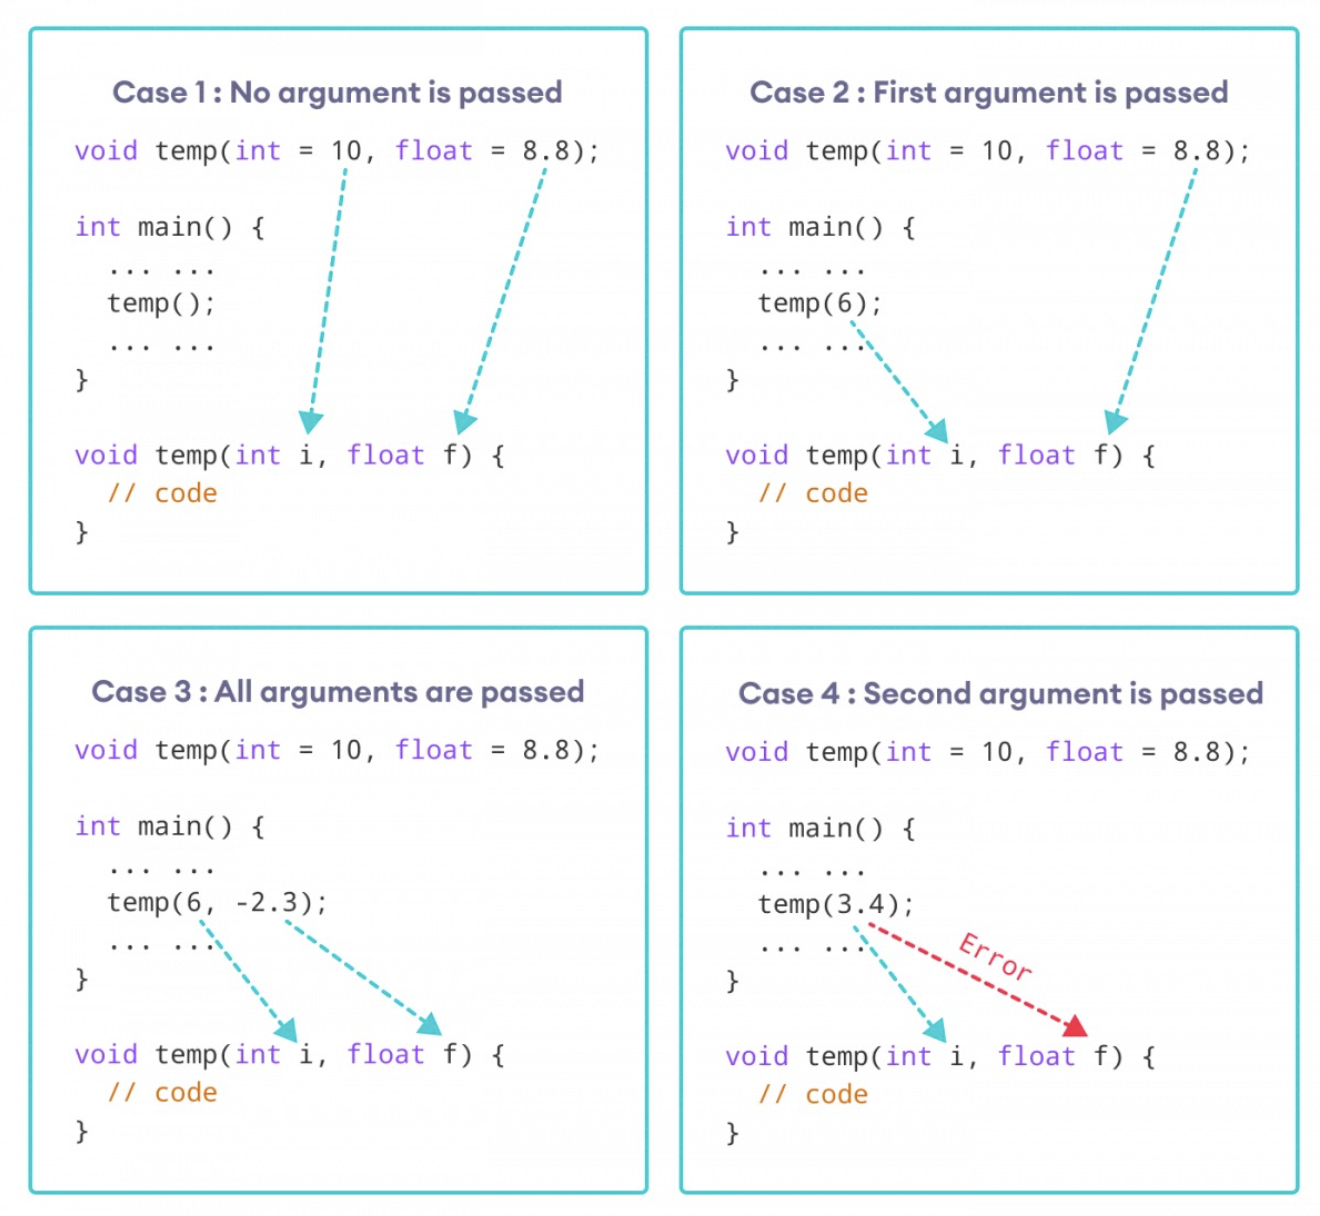 Case 1 : No argument is passed
void temp(int = 10, float = 8.8);
int main() {
... ...
temp();
... ...
}
void temp(int i, float f) {
// code
}
Case 2 : First argument is passed
void temp(int = 10, float = 8.8);
int main() {
... ...
temp(6);
... ...
}
void temp(int i, float f) {
// code
}
Case 3 : All arguments are passed
void temp(int = 10, float = 8.8);
int main() {
... ...
temp(6, -2.3);
... ...
}
void temp(int i, float f) {
// code
}
Case 4 : Second argument is passed
void temp(int = 10, float = 8.8);
int main() {
... ...
temp(3.4);
... ...
Error
}
void temp(int i, float f) {
// code
}